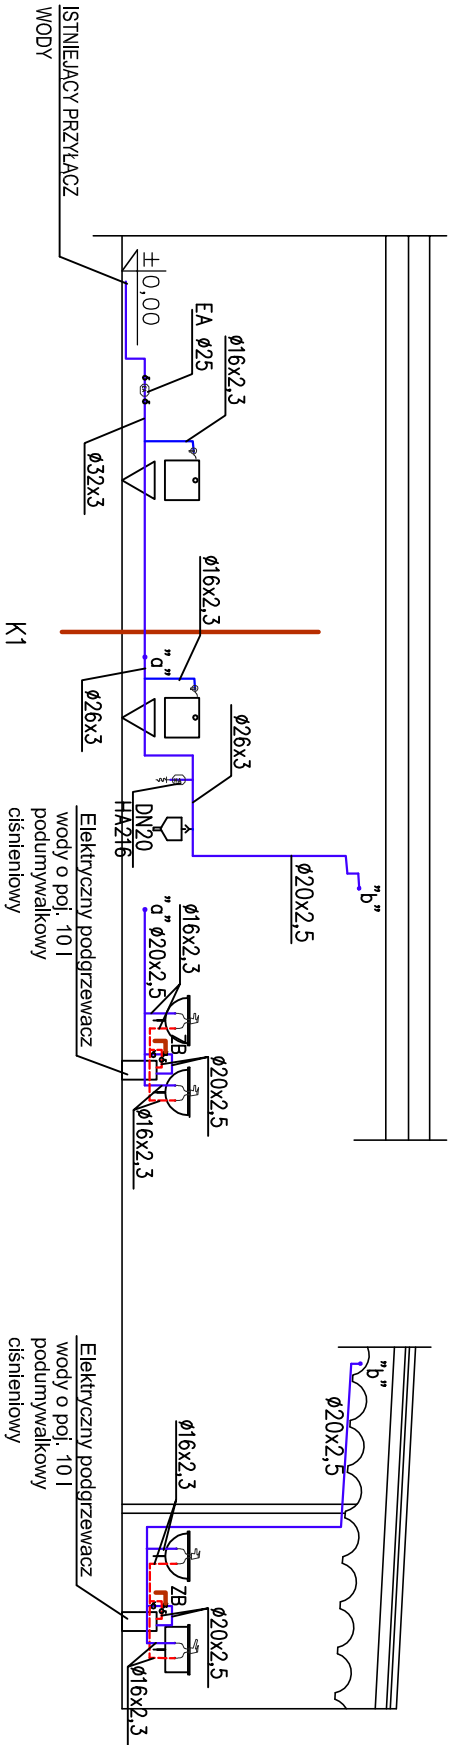 ISTNIEJĄCY PRZYŁĄCZ
WODY
±0,00
EA ø25
ø16x2,3
ø32x3
ø16x2,3
K1
"a"
ø26x3
ø26x3
DN20
HA216
ø20x2,5
"b"
Elektryczny podgrzewacz
wody o poj. 10 l
podumywalkowy
ciśnieniowy
"a"
ø20x2,5
ø16x2,3
ZB
ø20x2,5
ø16x2,3
"b"
ø20x2,5
Elektryczny podgrzewacz
wody o poj. 10 l
podumywalkowy
ciśnieniowy
ø16x2,3
ZB
ø20x2,5
ø16x2,3